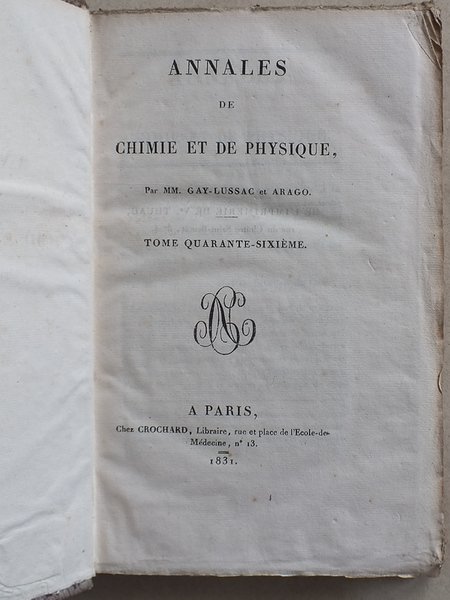 ANNALES
DE
CHIMIE ET DE PHYSIQUE,
Par MM. GAY-LUSSAC et ARAGO.
TOME QUARANTE-SIXIÈME.
A PARIS,
Chez CROCHARD, Libraire, rue et place de l'Ecole-de-
Médecine, nº 13.
1831.